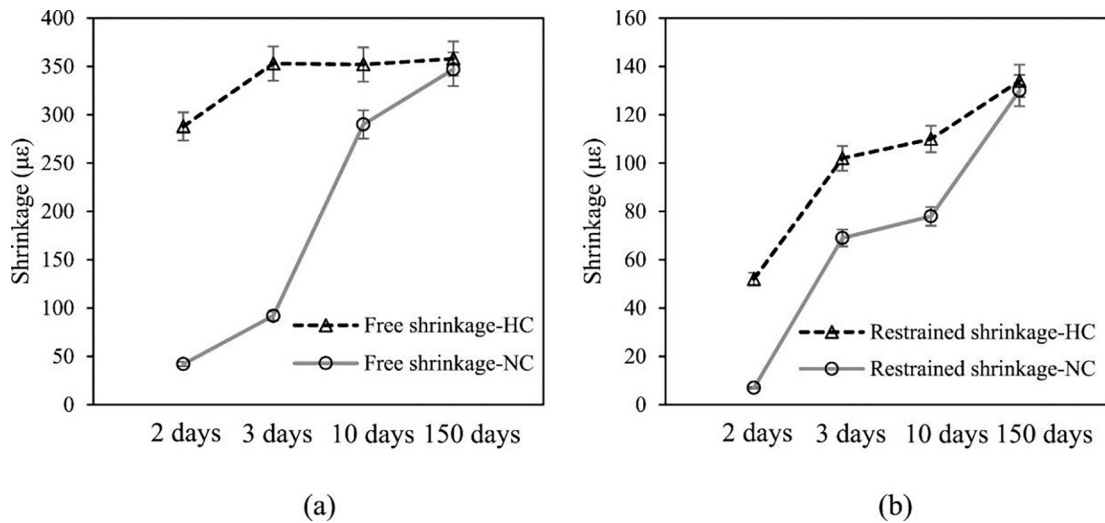 400
350
300
250
200
150
100
50
0
Shrinkage (με)
Free shrinkage-HC
Free shrinkage-NC
2 days 3 days 10 days 150 days
(a)
160
140
120
100
80
60
40
20
0
Shrinkage (με)
Restrained shrinkage-HC
Restrained shrinkage-NC
2 days 3 days 10 days 150 days
(b)